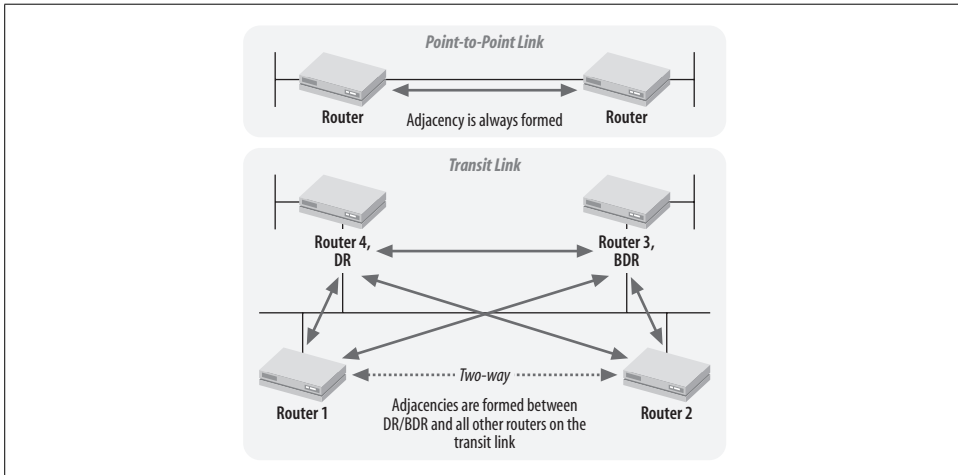 Point-to-Point Link
Router
Adjacency is always formed
Router
Transit Link
Router 4,
DR
Router 3,
BDR
Two-way
Router 1
Router 2
Adjacencies are formed between
DR/BDR and all other routers on the
transit link